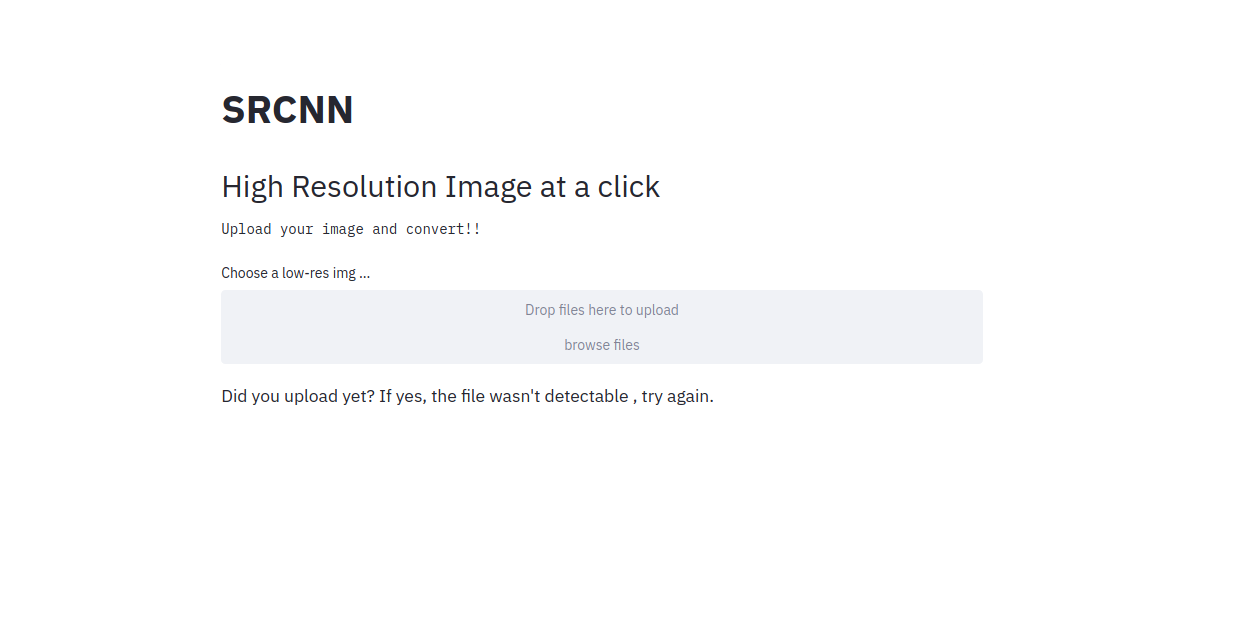 SRCNN
High Resolution Image at a click
Upload your image and convert!!
Choose a low-res img ...
Drop files here to upload
browse files
Did you upload yet? If yes, the file wasn't detectable , try again.